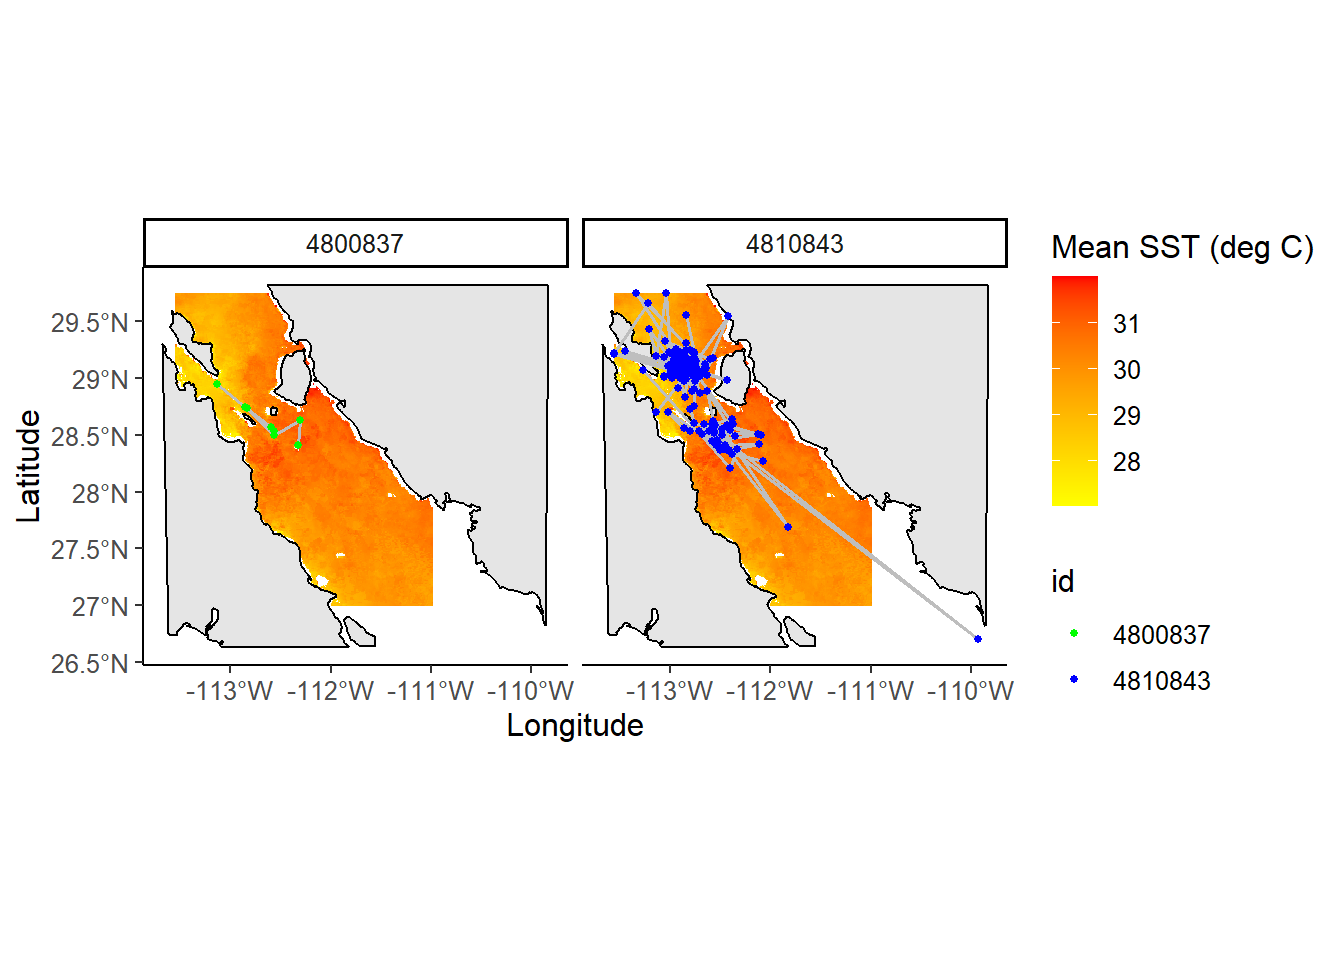 4800837
4810843
Mean SST (deg C)
31
30
29
28
29.5°N
29°N
28.5°N
28°N
27.5°N
27°N
26.5°N
Latitude
-113°W -112°W -111°W -110°W
-113°W -112°W -111°W -110°W
Longitude
id
4800837
4810843